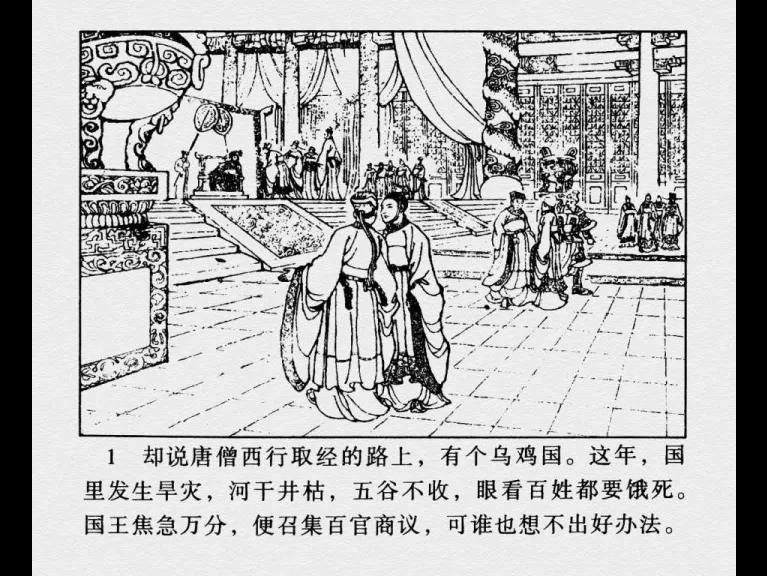 1 却说唐僧西行取经的路上，有个乌鸡国。这年，国
里发生旱灾，河干井枯，五谷不收，眼看百姓都要饿死。
国王焦急万分，便召集百官商议，可谁也想不出好办法。